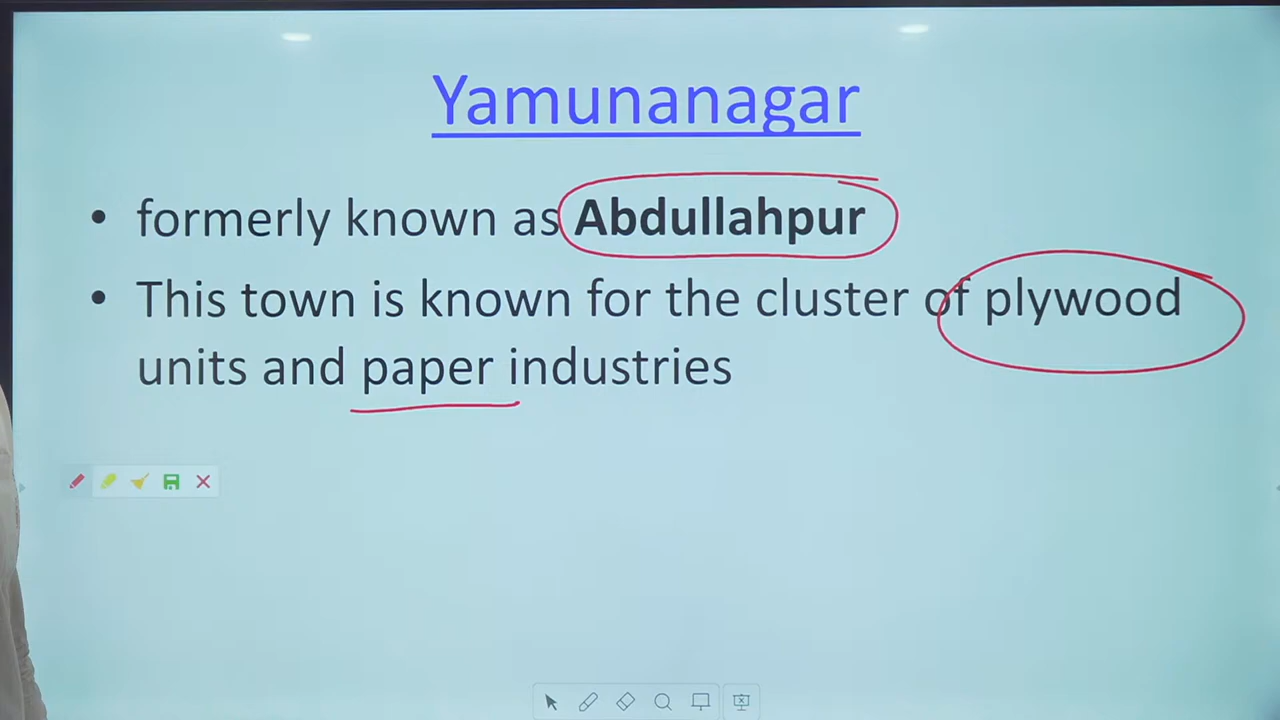 Yamunanagar
• formerly known as Abdullahpur
• This town is known for the cluster of plywood
units and paper industries